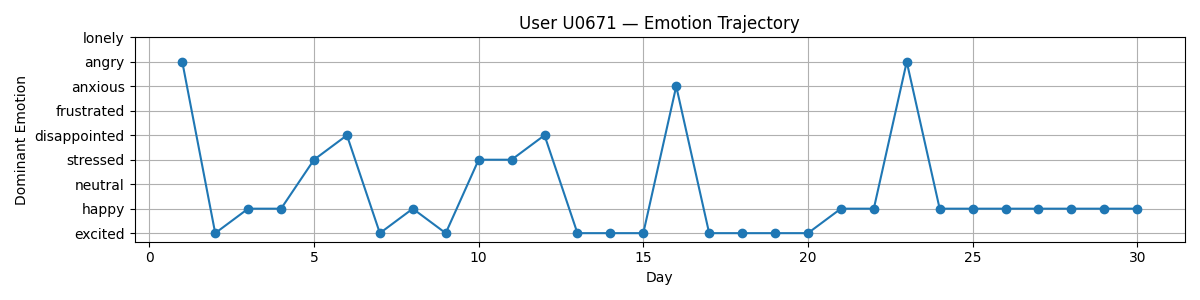 User U0671 — Emotion Trajectory
Dominant Emotion
lonely
angry
anxious
frustrated
disappointed
stressed
neutral
happy
excited
0 5 10 15 20 25 30
Day